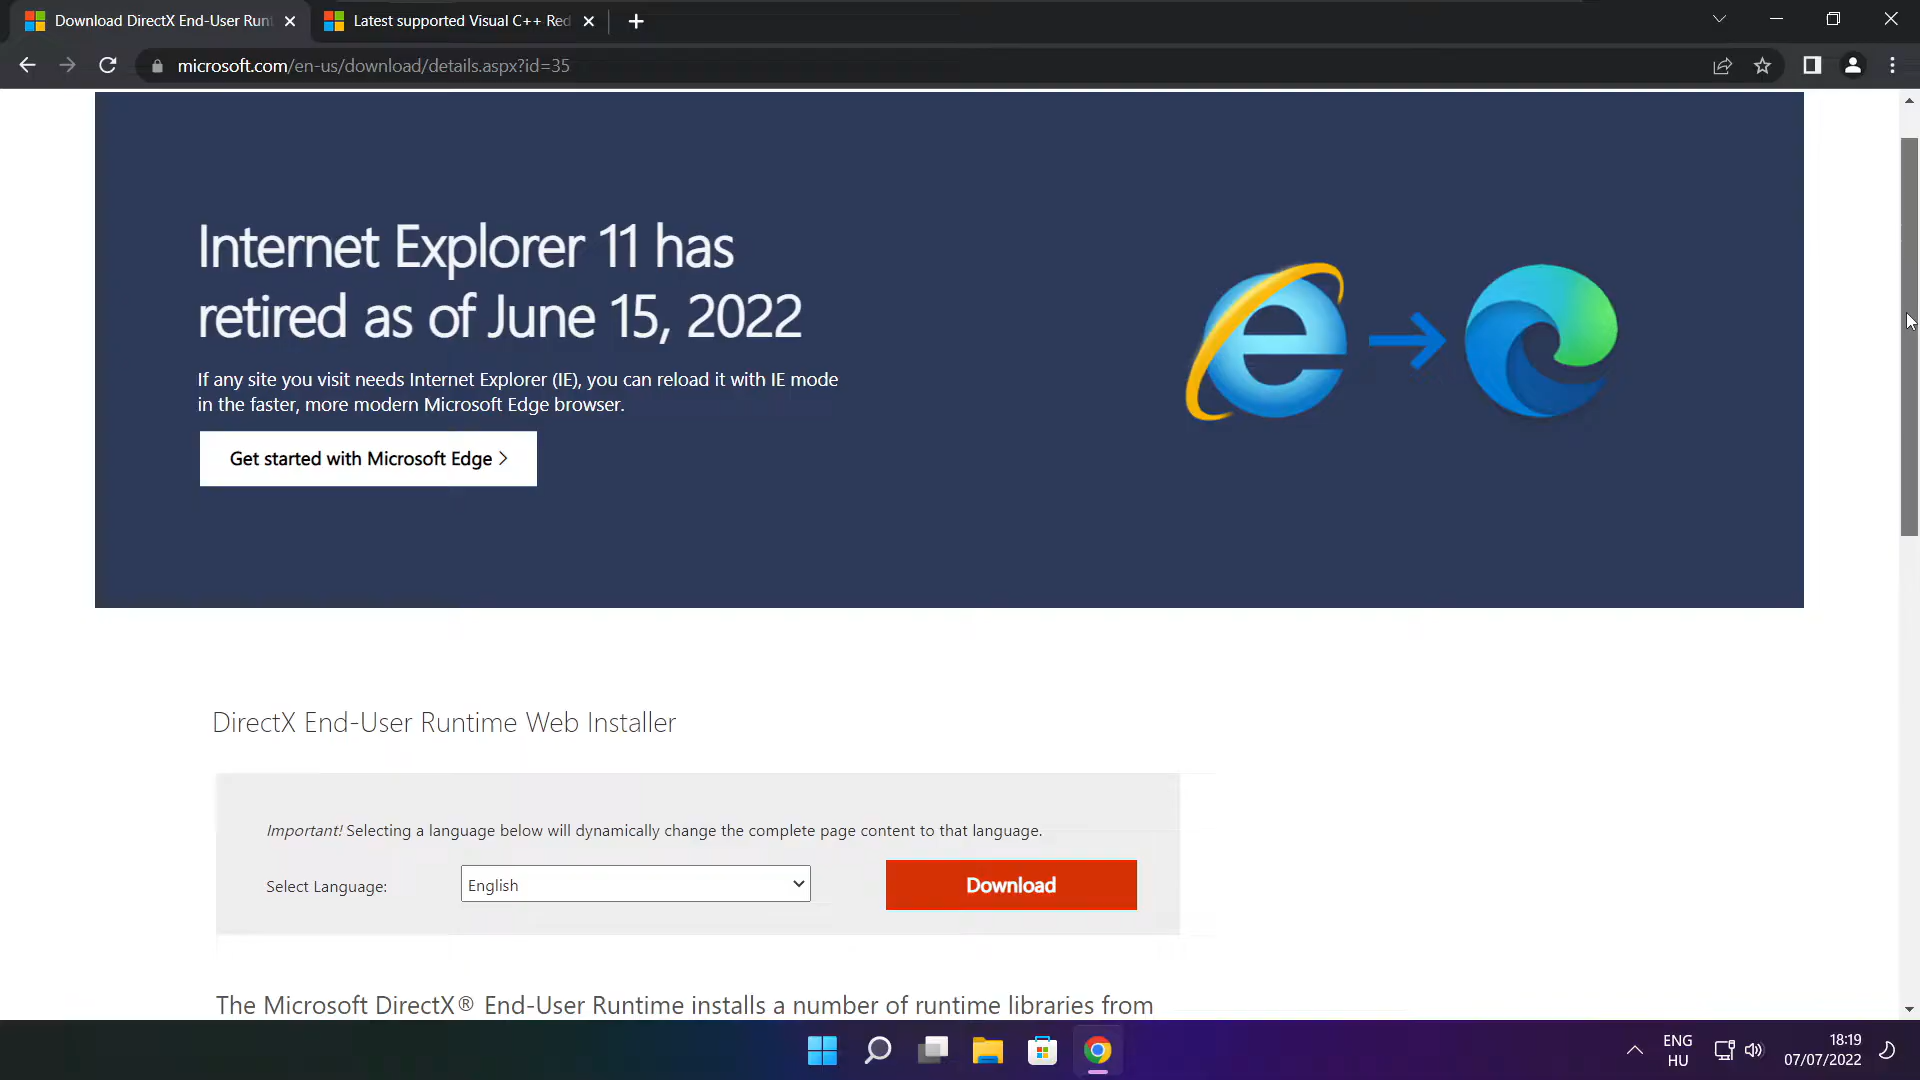 Download DirectX End-User Runt
Latest supported Visual C++ Red
microsoft.com/en-us/download/details.aspx?id=35
Internet Explorer 11 has
retired as of June 15, 2022
If any site you visit needs Internet Explorer (IE), you can reload it with IE mode
in the faster, more modern Microsoft Edge browser.
Get started with Microsoft Edge >
DirectX End-User Runtime Web Installer
Important! Selecting a language below will dynamically change the complete page content to that language.
Select Language:
English
Download
The Microsoft DirectX® End-User Runtime installs a number of runtime libraries from
ENG
HU
18:19
07/07/2022